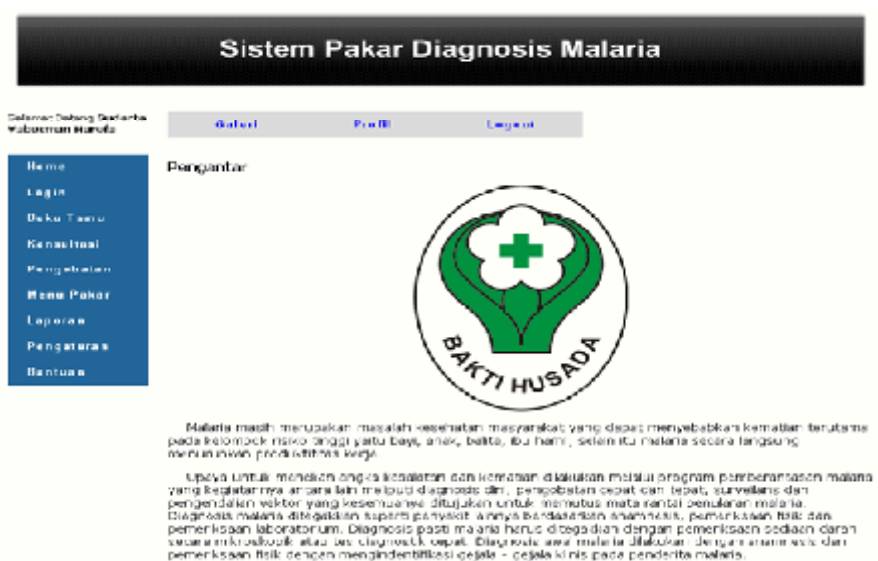 Sistem Pakar Diagnosis Malaria
Selamat Datang
Galeri Profil Logout
Home
Login
Buku Tamu
Konsultasi
Pengobatan
Menu Pakar
Laporan
Pengaturan
Bantuan
Pengantar
BAKTI HUSADA
Malaria masih merupakan masalah kesehatan masyarakat yang dapat menyebabkan kematian terutama
pada kelompok risiko tinggi yaitu bayi, anak, balita, ibu hamil, selain itu malaria secara langsung
menurunkan produktifitas kerja.
Upaya untuk menekan angka kesakitan dan kematian dilakukan melalui program pemberantasan malaria
yang kegiatannya antara lain meliputi diagnosis dini, pengobatan cepat dan tepat, surveilans dan
pengendalian vektor yang kesemuanya ditujukan untuk memutus mata rantai penularan malaria.
Diagnosis malaria ditegakkan seperti penyakit lainnya berdasarkan anamnesis, pemeriksaan fisik dan
pemeriksaan laboratorium. Diagnosis pasti malaria harus ditegakkan dengan pemeriksaan sediaan darah
secara mikroskopik atau tes diagnostik cepat. Diagnosis awal malaria dilakukan dengan anamnesis dan
pemeriksaan fisik dengan mengindentifikasi gejala - gejala klinis pada penderita malaria.